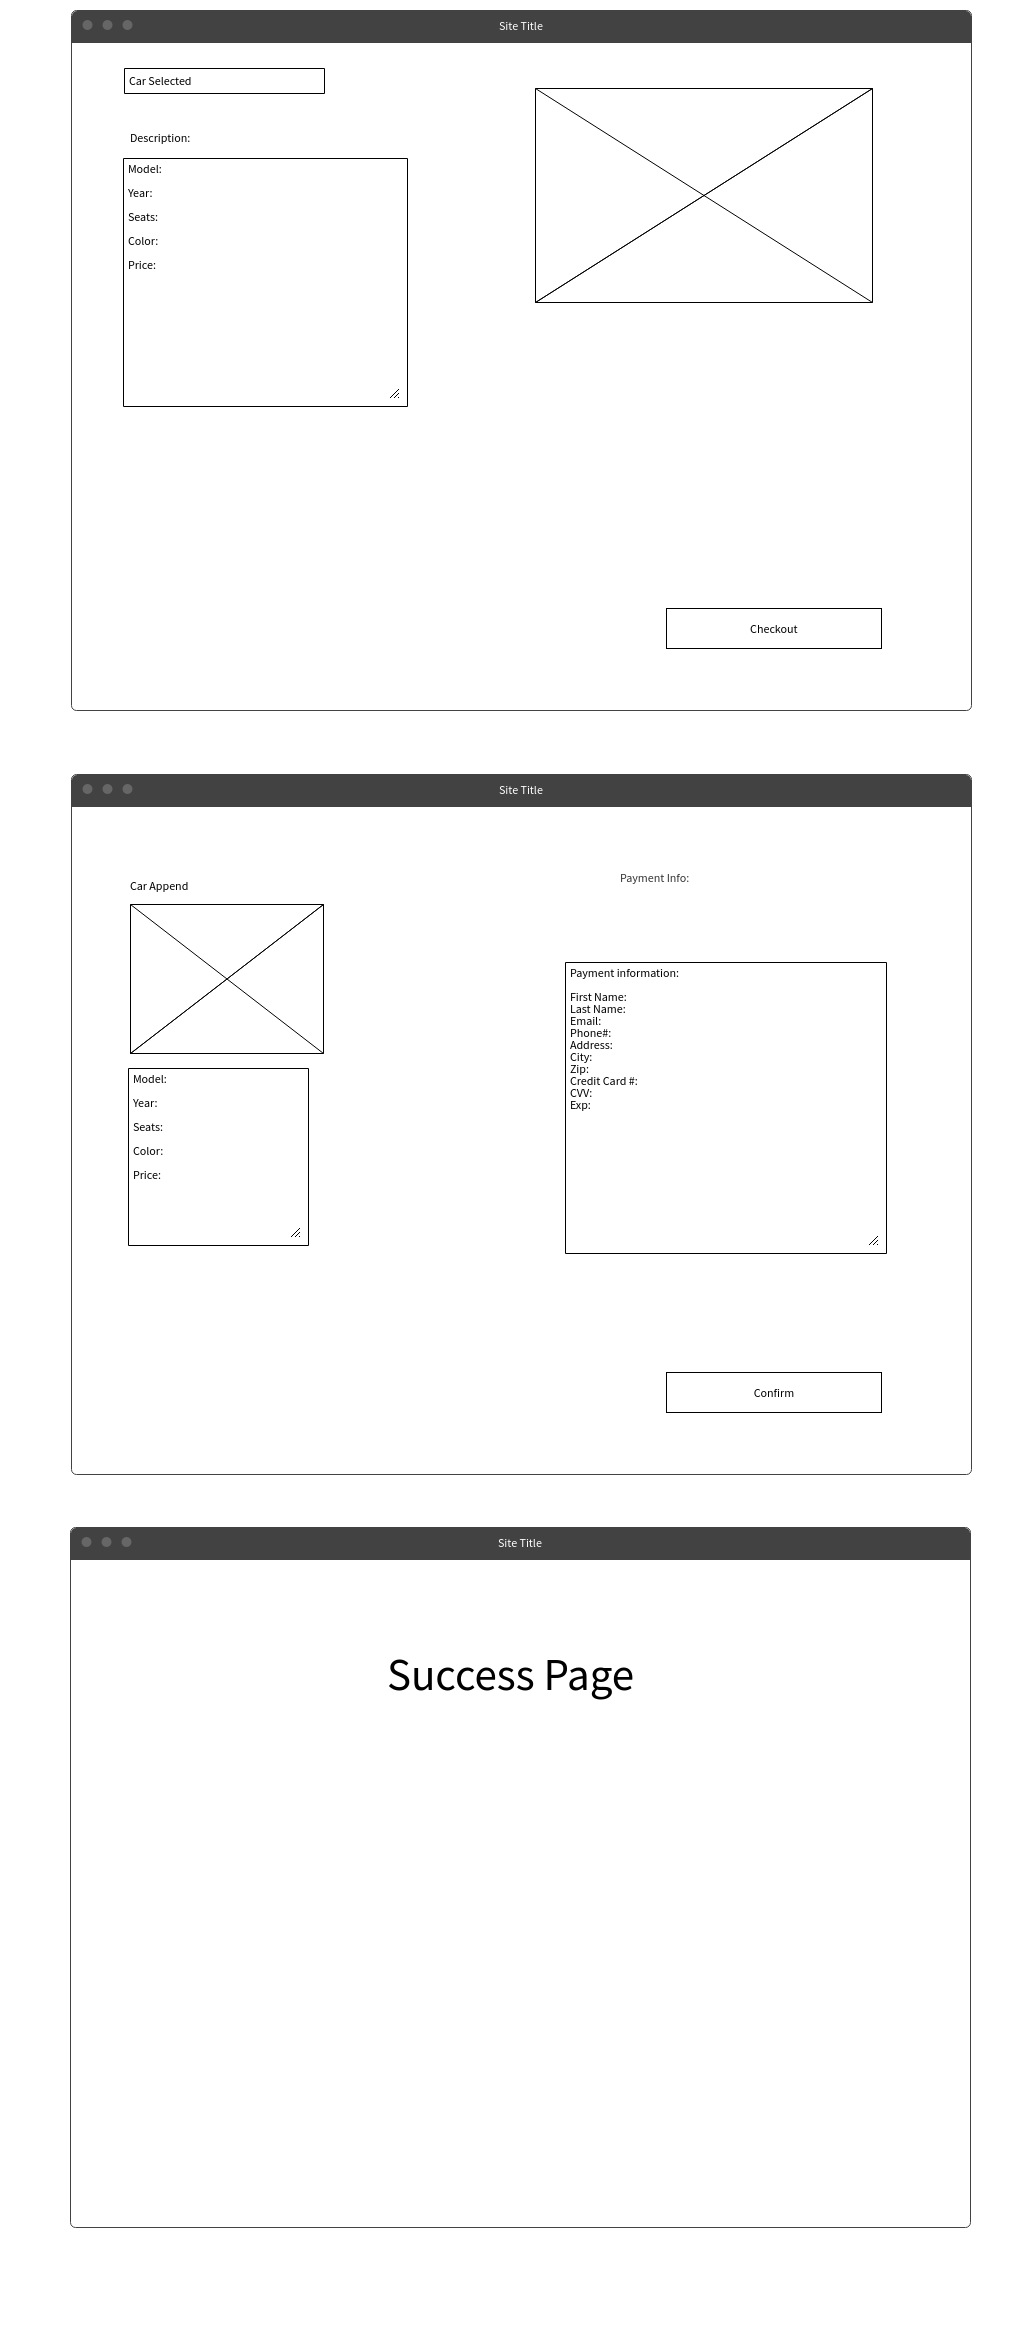 Site Title
Car Selected
Description:
Model:
Year:
Seats:
Color:
Price:
Checkout
Site Title
Car Append
Payment Info:
Model:
Year:
Seats:
Color:
Price:
Payment information:
First Name:
Last Name:
Email:
Phone#:
Address:
City:
Zip:
Credit Card #:
CVV:
Exp:
Confirm
Site Title
Success Page